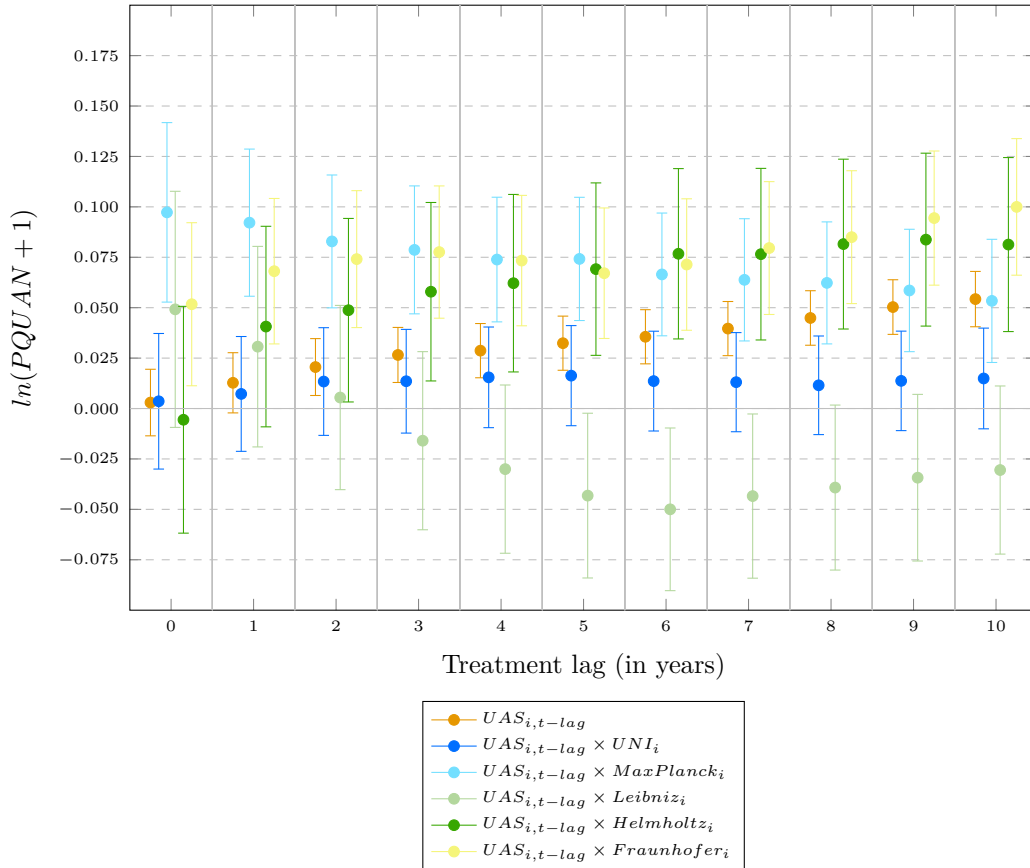 0.175
0.150
0.125
0.100
0.075
0.050
0.025
0.000
−0.025
−0.050
−0.075
ln(PQUAN + 1)
0 1 2 3 4 5 6 7 8 9 10
Treatment lag (in years)
UAS_{i,t−lag}
UAS_{i,t−lag} × UNI_i
UAS_{i,t−lag} × MaxPlanck_i
UAS_{i,t−lag} × Leibniz_i
UAS_{i,t−lag} × Helmholtz_i
UAS_{i,t−lag} × Fraunhofer_i